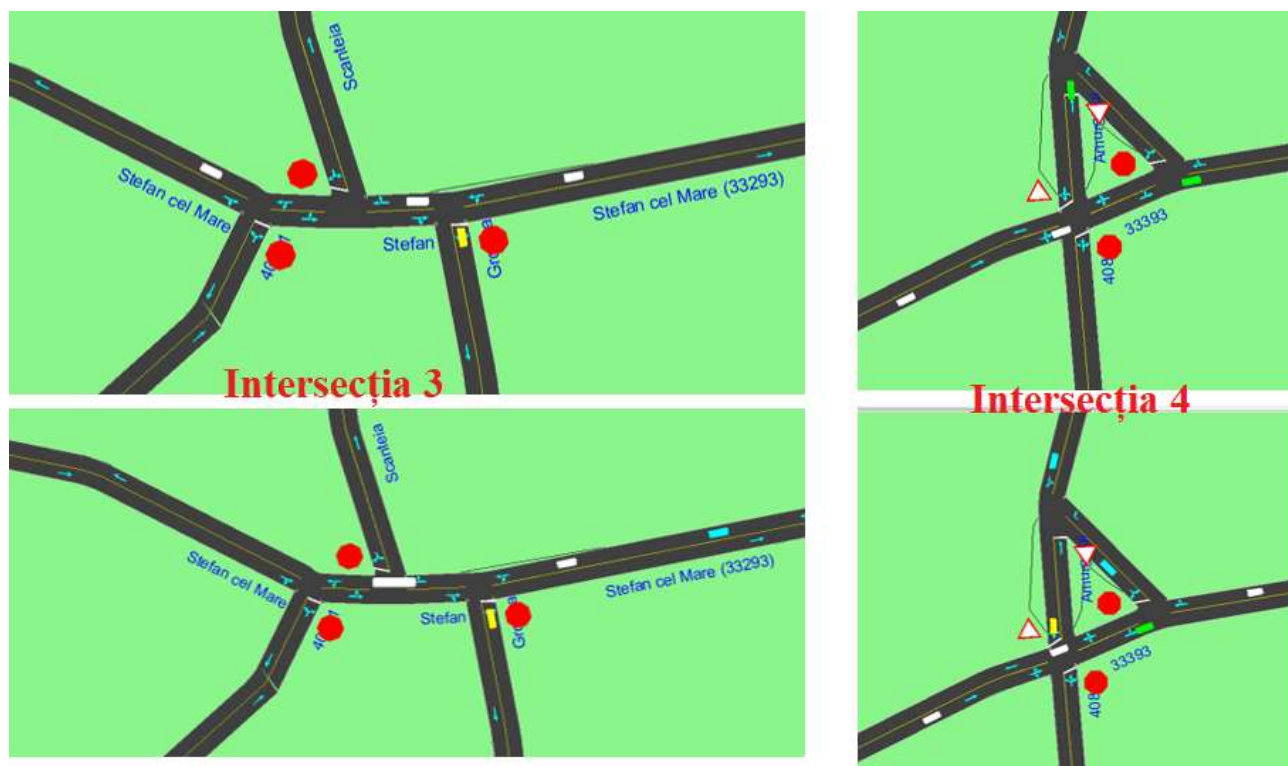 Scanteia
Stefan cel Mare
Stefan
Stefan cel Mare (33293)
Intersecția 3
33393
408
Intersecția 4
Scanteia
Stefan cel Mare
Stefan
Stefan cel Mare (33293)
33393
408